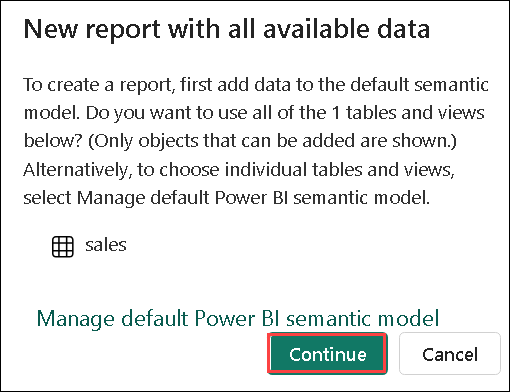 New report with all available data
To create a report, first add data to the default semantic
model. Do you want to use all of the 1 tables and views
below? (Only objects that can be added are shown.)
Alternatively, to choose individual tables and views,
select Manage default Power BI semantic model.
sales
Manage default Power BI semantic model
Continue Cancel